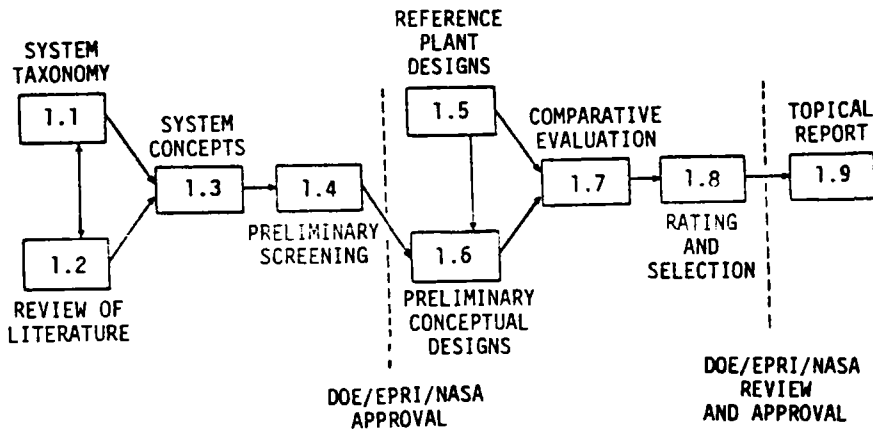 SYSTEM
TAXONOMY
1.1
1.2
REVIEW OF
LITERATURE
SYSTEM
CONCEPTS
1.3
1.4
PRELIMINARY
SCREENING
DOE/EPRI/NASA
APPROVAL
REFERENCE
PLANT
DESIGNS
1.5
1.6
PRELIMINARY
CONCEPTUAL
DESIGNS
COMPARATIVE
EVALUATION
1.7
1.8
RATING
AND
SELECTION
TOPICAL
REPORT
1.9
DOE/EPRI/NASA
REVIEW
AND APPROVAL